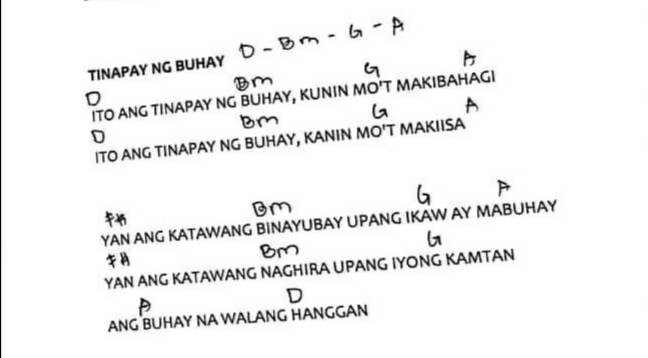 TINAPAY NG BUHAY D - Bm - G - A
D Bm G A
ITO ANG TINAPAY NG BUHAY, KUNIN MO'T MAKIBAHAGI
D Bm G A
ITO ANG TINAPAY NG BUHAY, KANIN MO'T MAKIISA
F# Bm G A
YAN ANG KATAWANG BINAYUBAY UPANG IKAW AY MABUHAY
F# Bm G
YAN ANG KATAWANG NAGHIRA UPANG IYONG KAMTAN
A D
ANG BUHAY NA WALANG HANGGAN